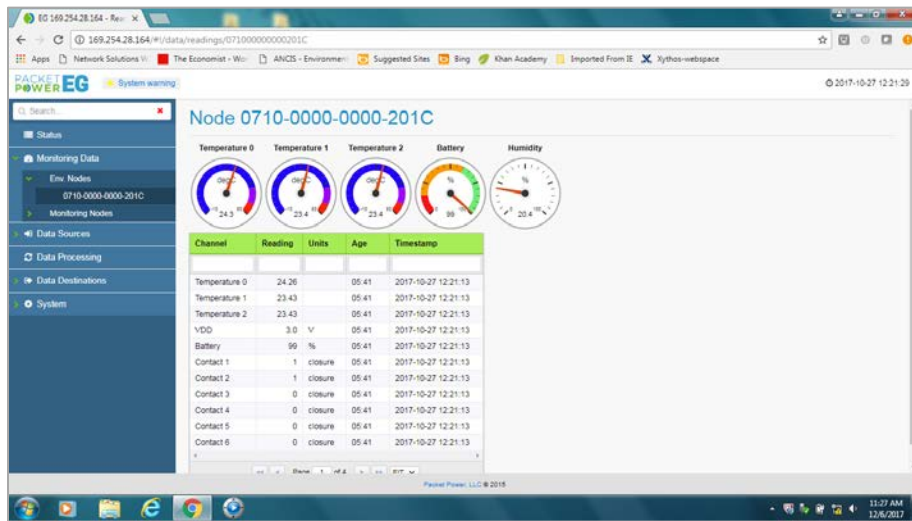 EG 169.254.28.164 - Rea
169.254.28.164/#!/data/readings/071000000000201C
Apps Network Solutions The Economist - Wor ANCIS - Environmen Suggested Sites Bing Khan Academy Imported From IE Xythos-webspace
PACKET POWER EG System warning 2017-10-27 12:21:29
Search...
Status
Monitoring Data
Env. Nodes
0710-0000-0000-201C
Monitoring Nodes
Data Sources
Data Processing
Data Destinations
System
Node 0710-0000-0000-201C
Temperature 0 Temperature 1 Temperature 2 Battery Humidity
degC degC degC % %
24.3 23.4 23.4 99 20.4
Channel Reading Units Age Timestamp
Temperature 0 24.26 05:41 2017-10-27 12:21:13
Temperature 1 23.43 05:41 2017-10-27 12:21:13
Temperature 2 23.43 05:41 2017-10-27 12:21:13
VDD 3.0 V 05:41 2017-10-27 12:21:13
Battery 99 % 05:41 2017-10-27 12:21:13
Contact 1 1 closure 05:41 2017-10-27 12:21:13
Contact 2 1 closure 05:41 2017-10-27 12:21:13
Contact 3 0 closure 05:41 2017-10-27 12:21:13
Contact 4 0 closure 05:41 2017-10-27 12:21:13
Contact 5 0 closure 05:41 2017-10-27 12:21:13
Contact 6 0 closure 05:41 2017-10-27 12:21:13
Page 1 of 4
Packet Power, LLC © 2015
11:27 AM
12/6/2017